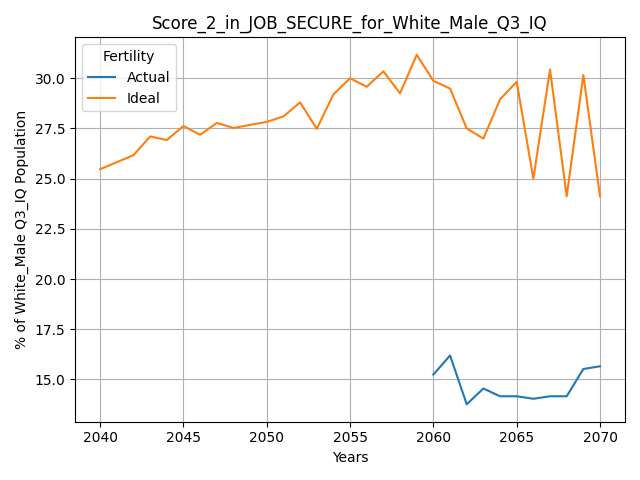 Score_2_in_JOB_SECURE_for_White_Male_Q3_IQ
Fertility
Actual
Ideal
% of White_Male Q3_IQ Population
30.0
27.5
25.0
22.5
20.0
17.5
15.0
2040
2045
2050
2055
2060
2065
2070
Years